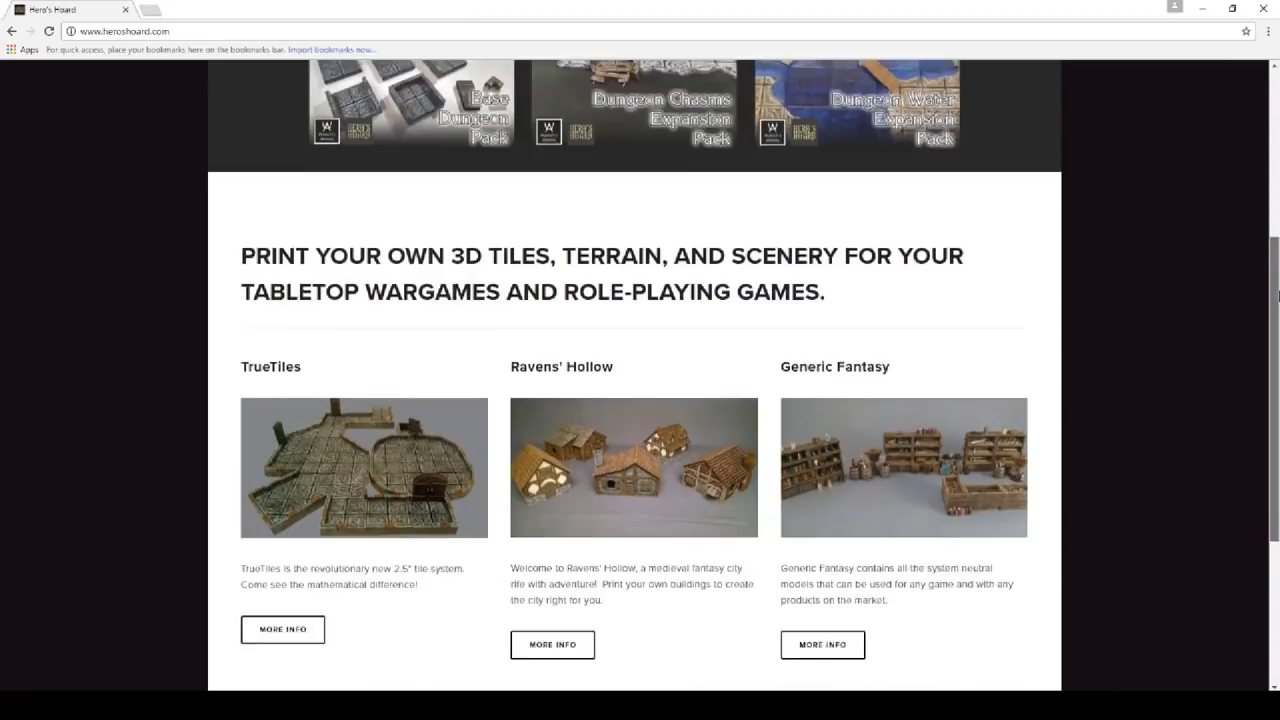 Hero's Hoard
www.heroshoard.com
Apps For quick access, place your bookmarks here on the bookmarks bar. Import bookmarks now...
Base
Dungeon
Pack
HERO'S
HOARD
Dungeon Chasms
Expansion
Pack
HERO'S
HOARD
Dungeon Water
Expansion
Pack
HERO'S
HOARD
PRINT YOUR OWN 3D TILES, TERRAIN, AND SCENERY FOR YOUR
TABLETOP WARGAMES AND ROLE-PLAYING GAMES.
TrueTiles
TrueTiles is the revolutionary new 2.5" tile system.
Come see the mathematical difference!
MORE INFO
Ravens' Hollow
Welcome to Ravens' Hollow, a medieval fantasy city
rife with adventure! Print your own buildings to create
the city right for you.
MORE INFO
Generic Fantasy
Generic Fantasy contains all the system neutral
models that can be used for any game and with any
products on the market.
MORE INFO